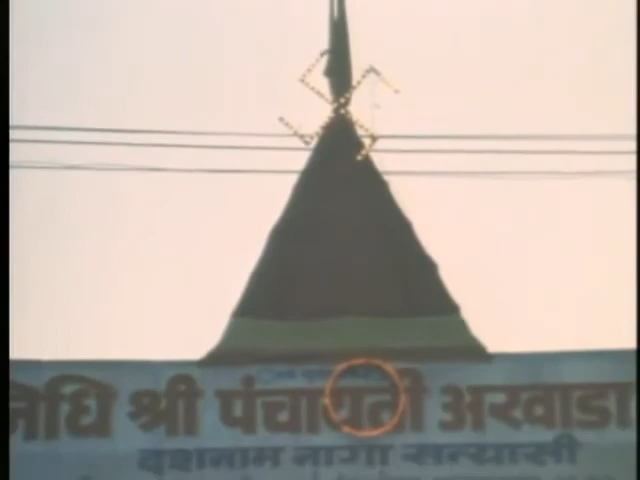 निधि श्री पंचायती अखाडा
दशनाम नागा सन्यासी